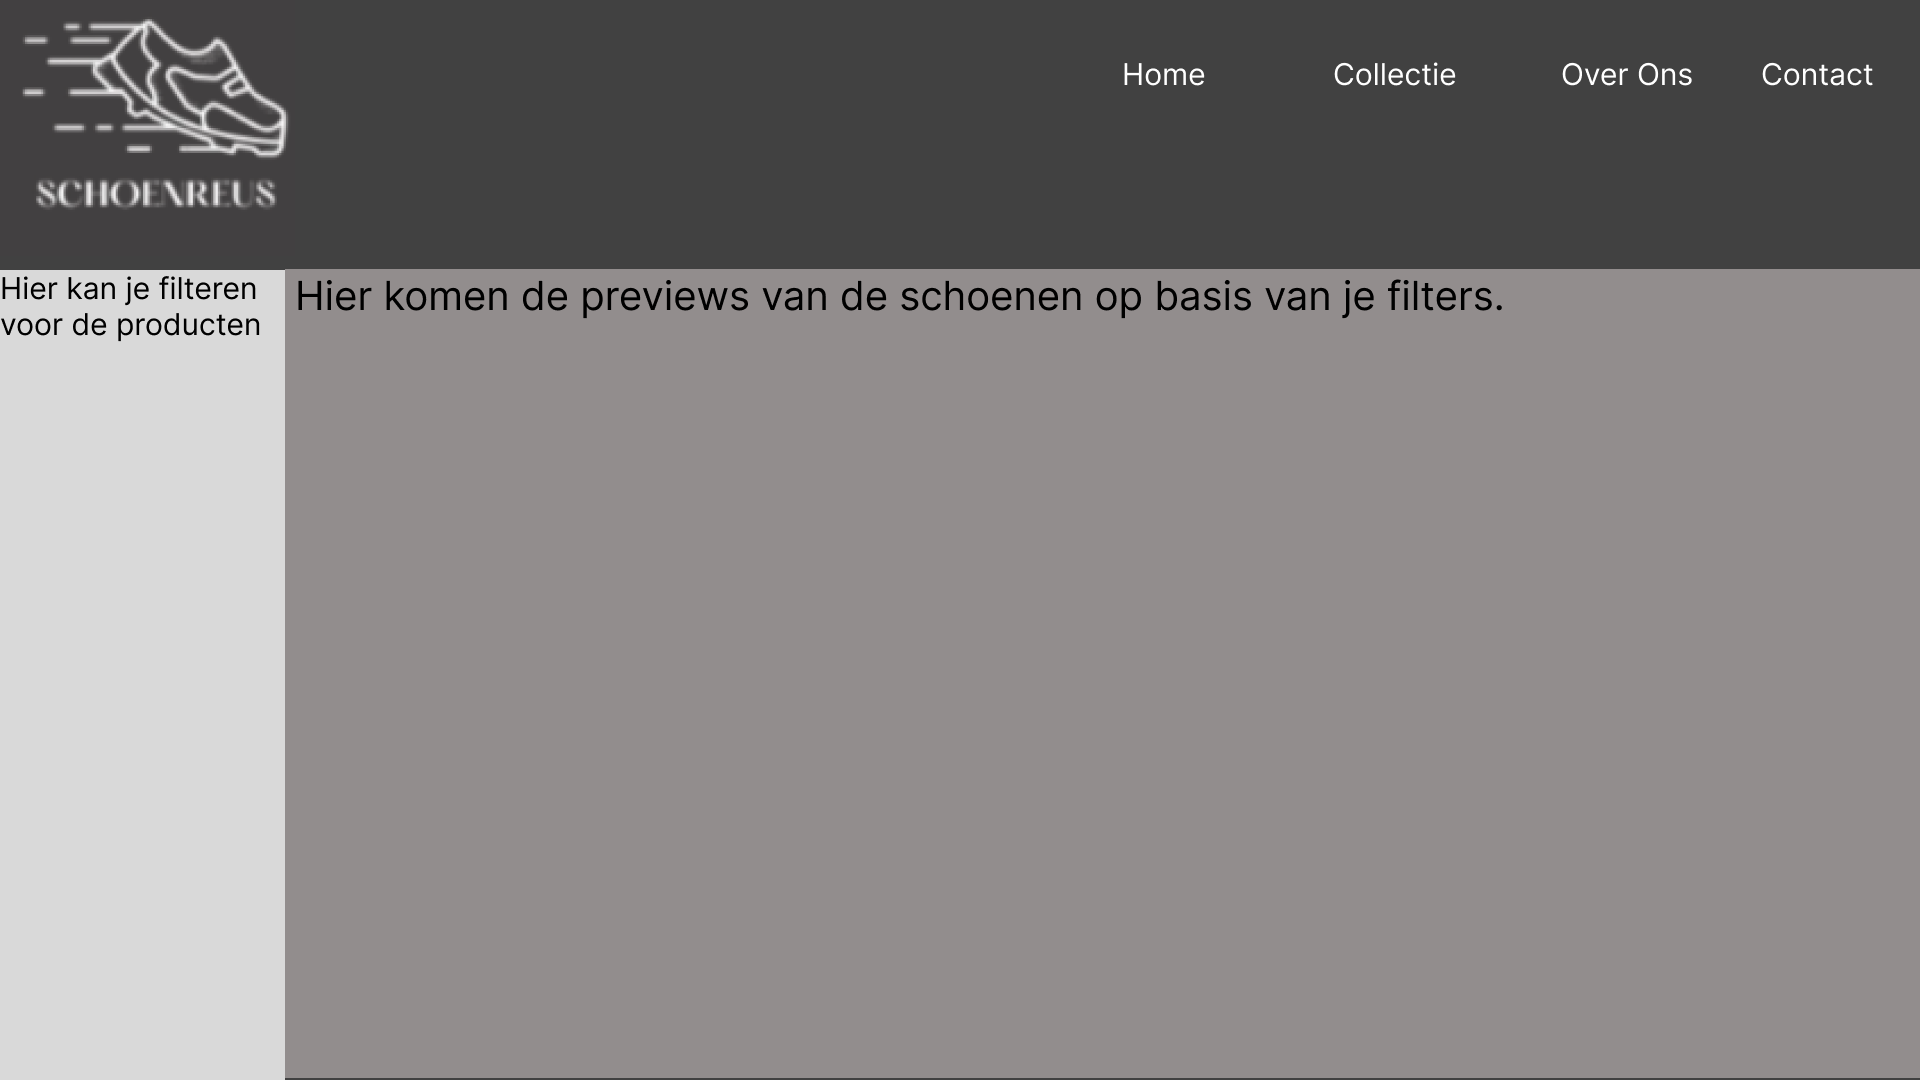 SCHOENREUS
Home Collectie Over Ons Contact
Hier kan je filteren
voor de producten
Hier komen de previews van de schoenen op basis van je filters.